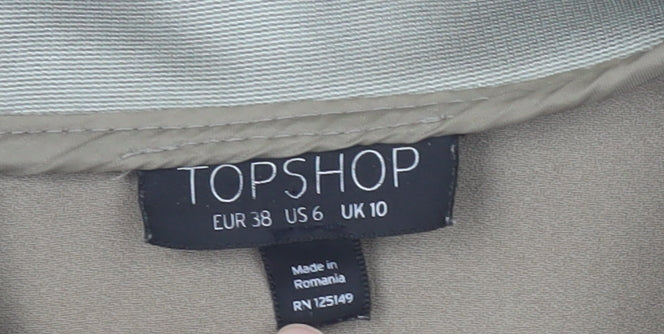 TOPSHOP
EUR 38 US 6 UK 10
Made in
Romania
RN 125149